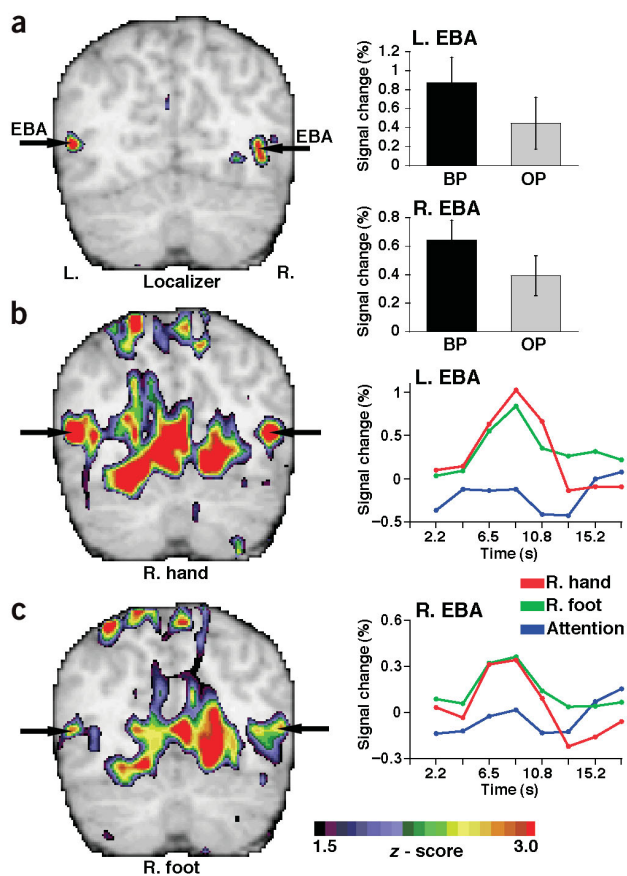 a
EBA
EBA
L.
Localizer
R.
L. EBA
Signal change (%)
1.2
1
0.8
0.6
0.4
0.2
0
BP
OP
R. EBA
Signal change (%)
0.8
0.6
0.4
0.2
0
BP
OP
b
R. hand
L. EBA
Signal change (%)
1
0.5
0
−0.5
2.2
6.5
10.8
15.2
Time (s)
R. hand
R. foot
Attention
c
R. foot
R. EBA
Signal change (%)
0.6
0.3
0
−0.3
2.2
6.5
10.8
15.2
Time (s)
1.5
z - score
3.0